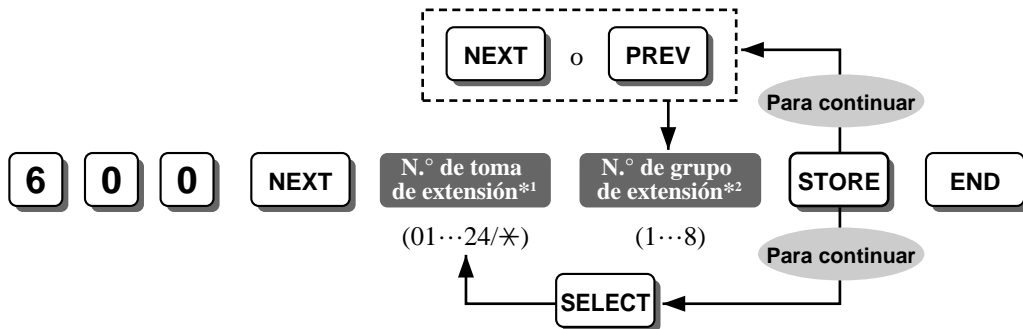 NEXT o PREV
Para continuar
6 0 0 NEXT N.° de toma de extensión*1 N.° de grupo de extensión*2 STORE END
(01···24/✳) (1···8)
Para continuar
SELECT